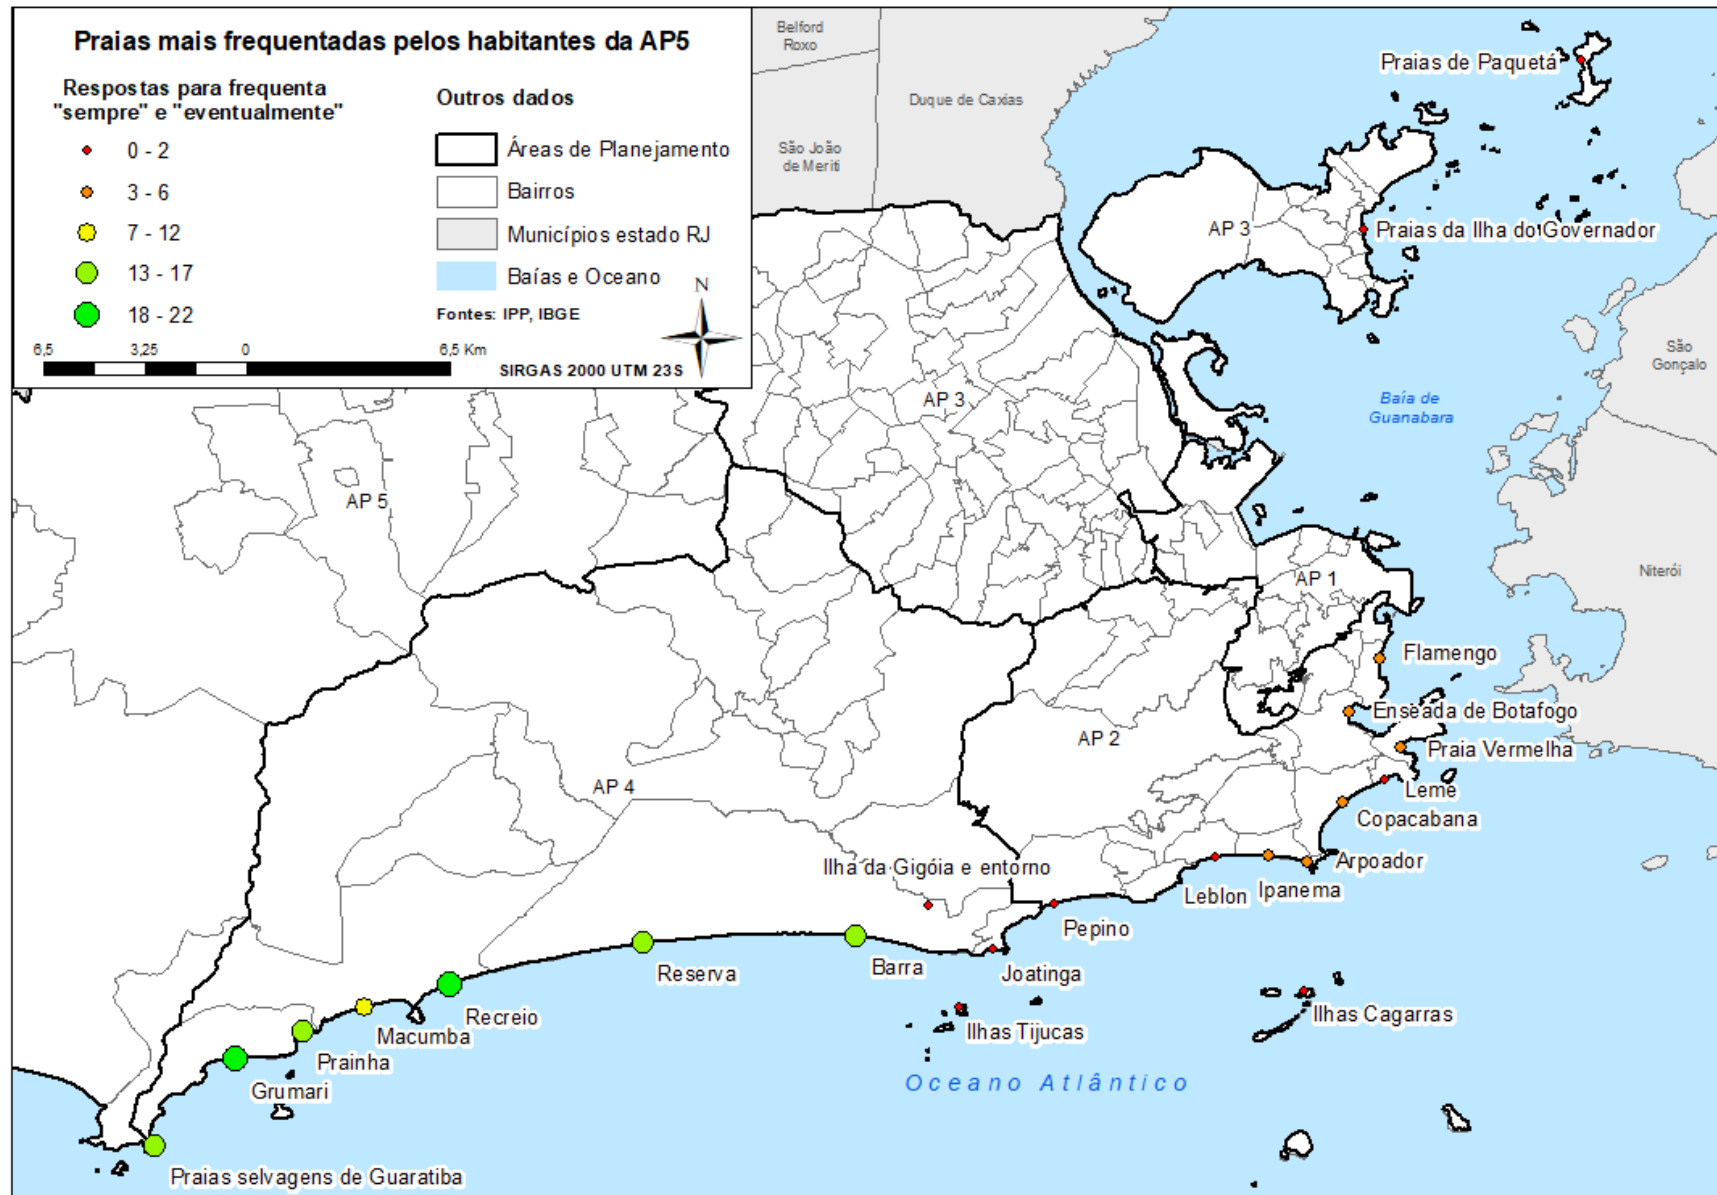 Praias mais frequentadas pelos habitantes da AP5
Respostas para frequenta
"sempre" e "eventualmente"
0 - 2
3 - 6
7 - 12
13 - 17
18 - 22
Outros dados
Áreas de Planejamento
Bairros
Municípios estado RJ
Baías e Oceano
Fontes: IPP, IBGE
N
6,5 3,25 0 6,5 Km
SIRGAS 2000 UTM 23S
Belford
Roxo
Duque de Caxias
São João
de Meriti
Praias de Paquetá
AP 3
Praias da Ilha do Governador
São
Gonçalo
AP 3
Baía de
Guanabara
AP 5
AP 1
Niterói
Flamengo
Enseada de Botafogo
AP 2
Praia Vermelha
AP 4
Leme
Copacabana
Arpoador
Ilha da Gigóia e entorno
Leblon
Ipanema
Pepino
Reserva
Barra
Joatinga
Recreio
Ilhas Cagarras
Macumba
Ilhas Tijucas
Prainha
Grumari
Oceano Atlântico
Praias selvagens de Guaratiba